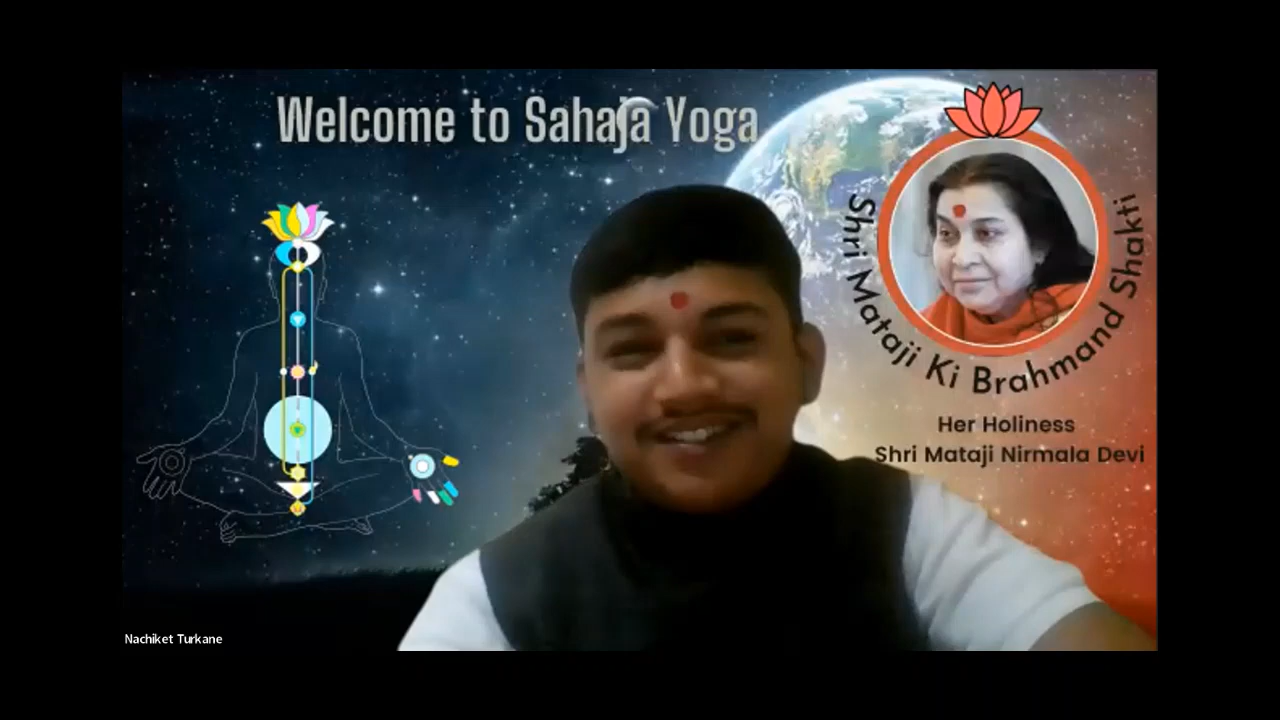 Welcome to Sahaja Yoga
Shri Mataji Ki Brahmand Shakti
Her Holiness
Shri Mataji Nirmala Devi
Nachiket Turkane